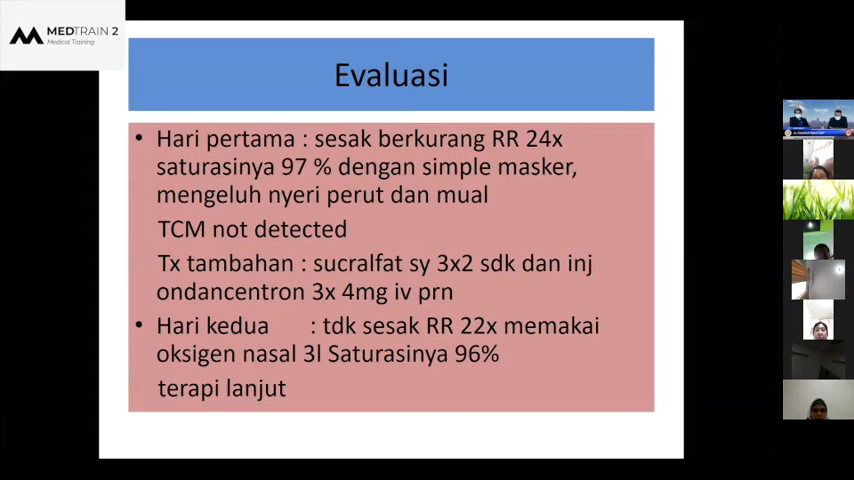 MEDTRAIN 2
Medical Training
Evaluasi
• Hari pertama : sesak berkurang RR 24x
saturasinya 97 % dengan simple masker,
mengeluh nyeri perut dan mual
TCM not detected
Tx tambahan : sucralfat sy 3x2 sdk dan inj
ondancentron 3x 4mg iv prn
• Hari kedua : tdk sesak RR 22x memakai
oksigen nasal 3l Saturasinya 96%
terapi lanjut